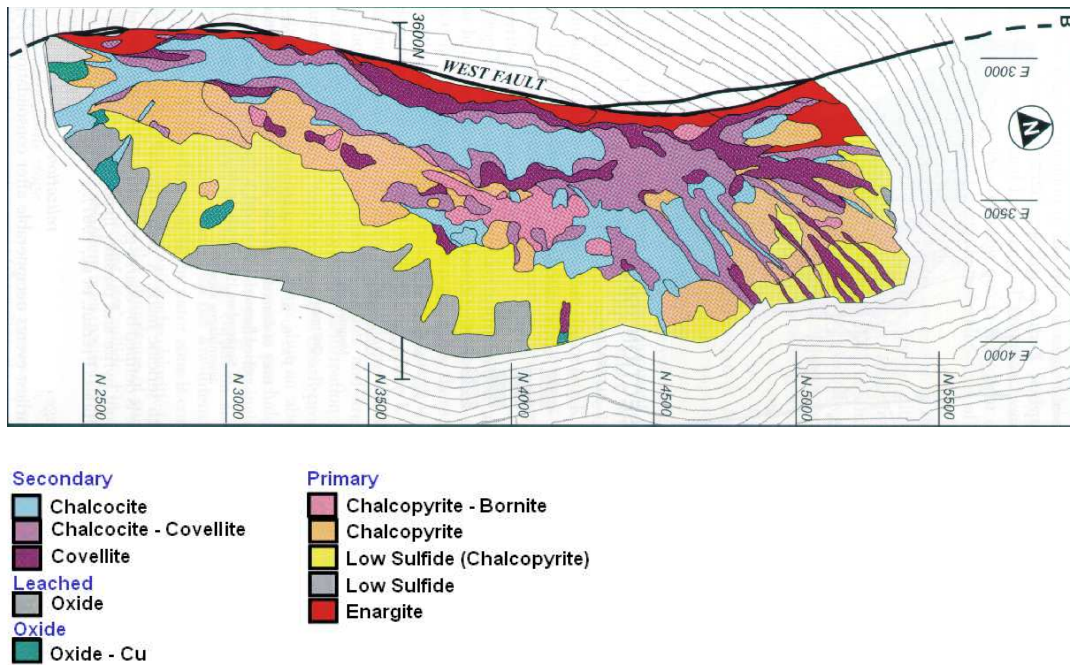 B
3600N
WEST FAULT
E 3000
N
E 3500
E 4000
N 2500
N 3000
N 3500
N 4000
N 4500
N 5000
N 5500
Secondary
Chalcocite
Chalcocite - Covellite
Covellite
Leached
Oxide
Oxide
Oxide - Cu
Primary
Chalcopyrite - Bornite
Chalcopyrite
Low Sulfide (Chalcopyrite)
Low Sulfide
Enargite